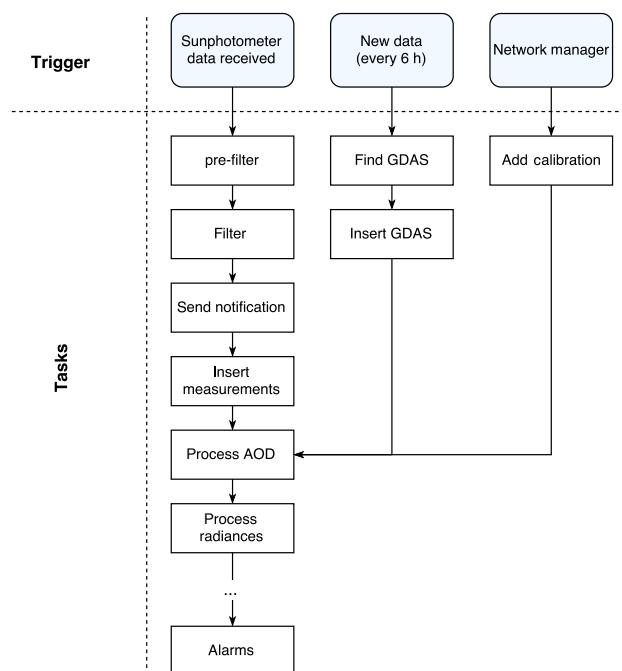 Trigger
Sunphotometer
data received
New data
(every 6 h)
Network manager
Tasks
pre-filter
Find GDAS
Add calibration
Filter
Insert GDAS
Send notification
Insert
measurements
Process AOD
Process
radiances
...
Alarms